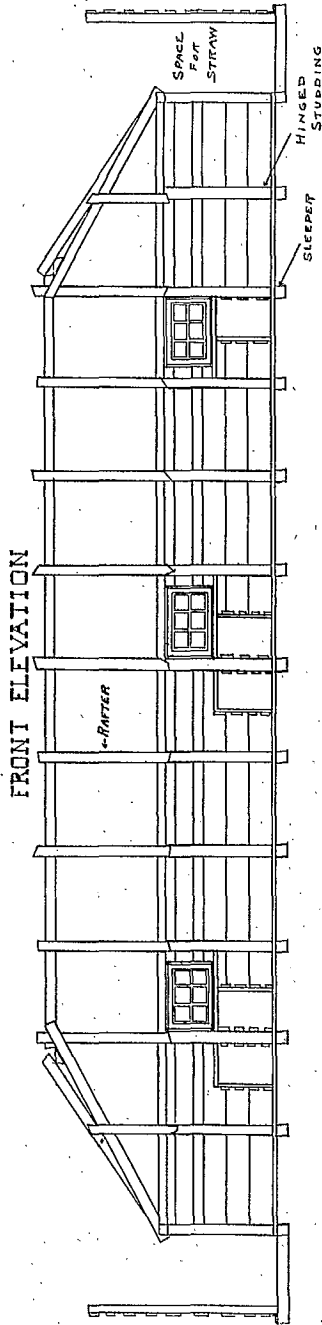 FRONT ELEVATION
←RAFTER
SPACE
FOR
STRAW
HINGED
STUDDING
SLEEPER